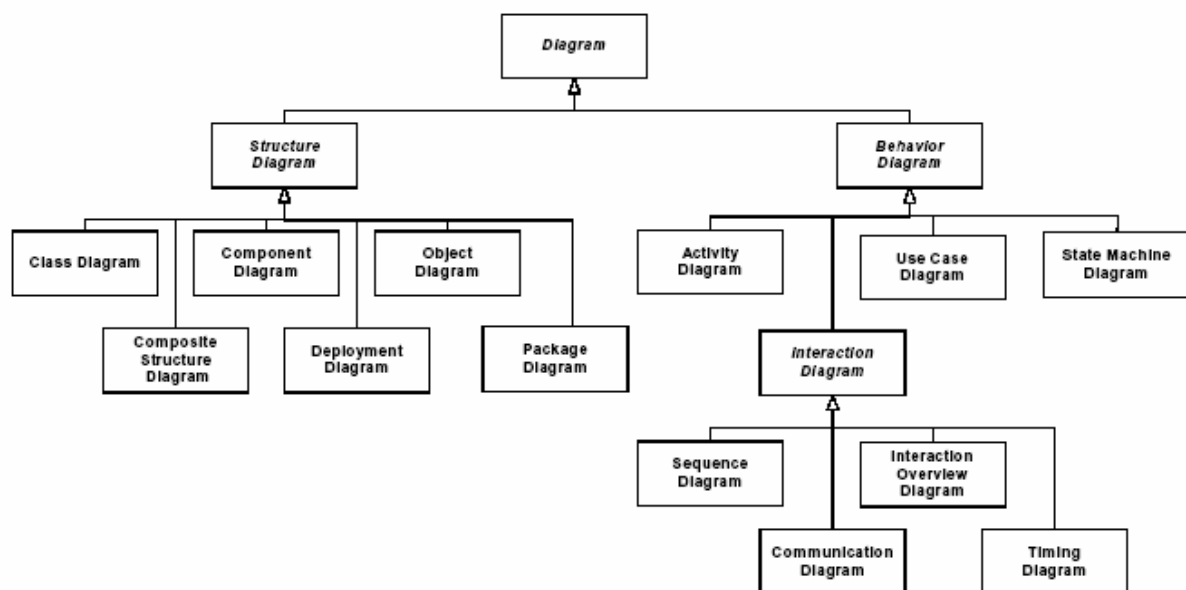 Diagram
Structure
Diagram
Behavior
Diagram
Class Diagram
Component
Diagram
Object
Diagram
Activity
Diagram
Use Case
Diagram
State Machine
Diagram
Composite
Structure
Diagram
Deployment
Diagram
Package
Diagram
Interaction
Diagram
Sequence
Diagram
Interaction
Overview
Diagram
Communication
Diagram
Timing
Diagram